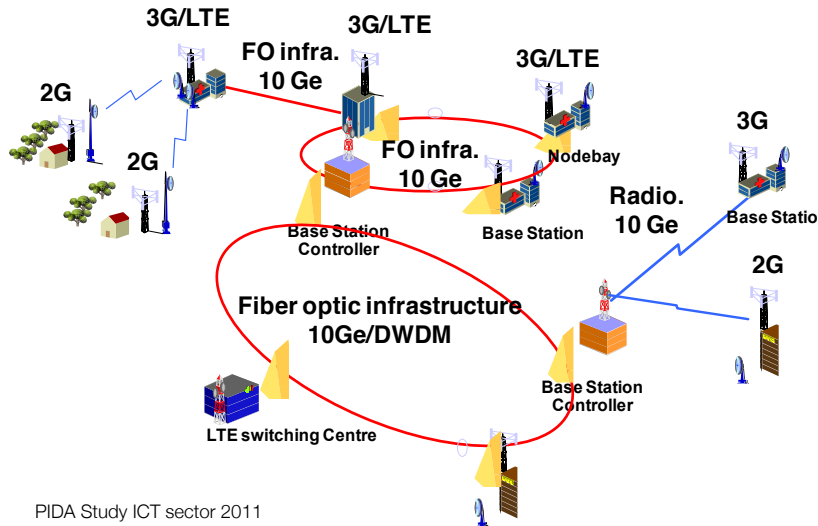 3G/LTE
3G/LTE
FO infra.
10 Ge
3G/LTE
2G
2G
3G
Nodebay
FO infra.
10 Ge
Radio.
10 Ge
Base Station
Controller
Base Station
Base Statio
2G
Fiber optic infrastructure
10Ge/DWDM
Base Station
Controller
LTE switching Centre
PIDA Study ICT sector 2011